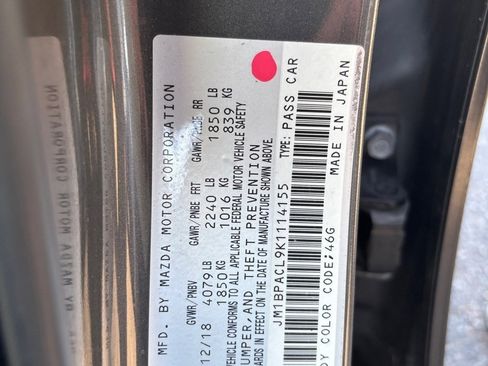 MFD. BY MAZDA MOTOR CORPORATION
GVWR/PNBV GAWR/PNBE FRT GAWR/PNBE RR
12/18 4079 LB 2240 LB 1850 LB
1850 KG 1016 KG 839 KG
VEHICLE CONFORMS TO ALL APPLICABLE FEDERAL MOTOR VEHICLE SAFETY
BUMPER, AND THEFT PREVENTION
IN EFFECT ON THE DATE OF MANUFACTURE SHOWN ABOVE
JM1BPACL9K1114155 TYPE: PASS CAR
COLOR CODE;46G MADE IN JAPAN